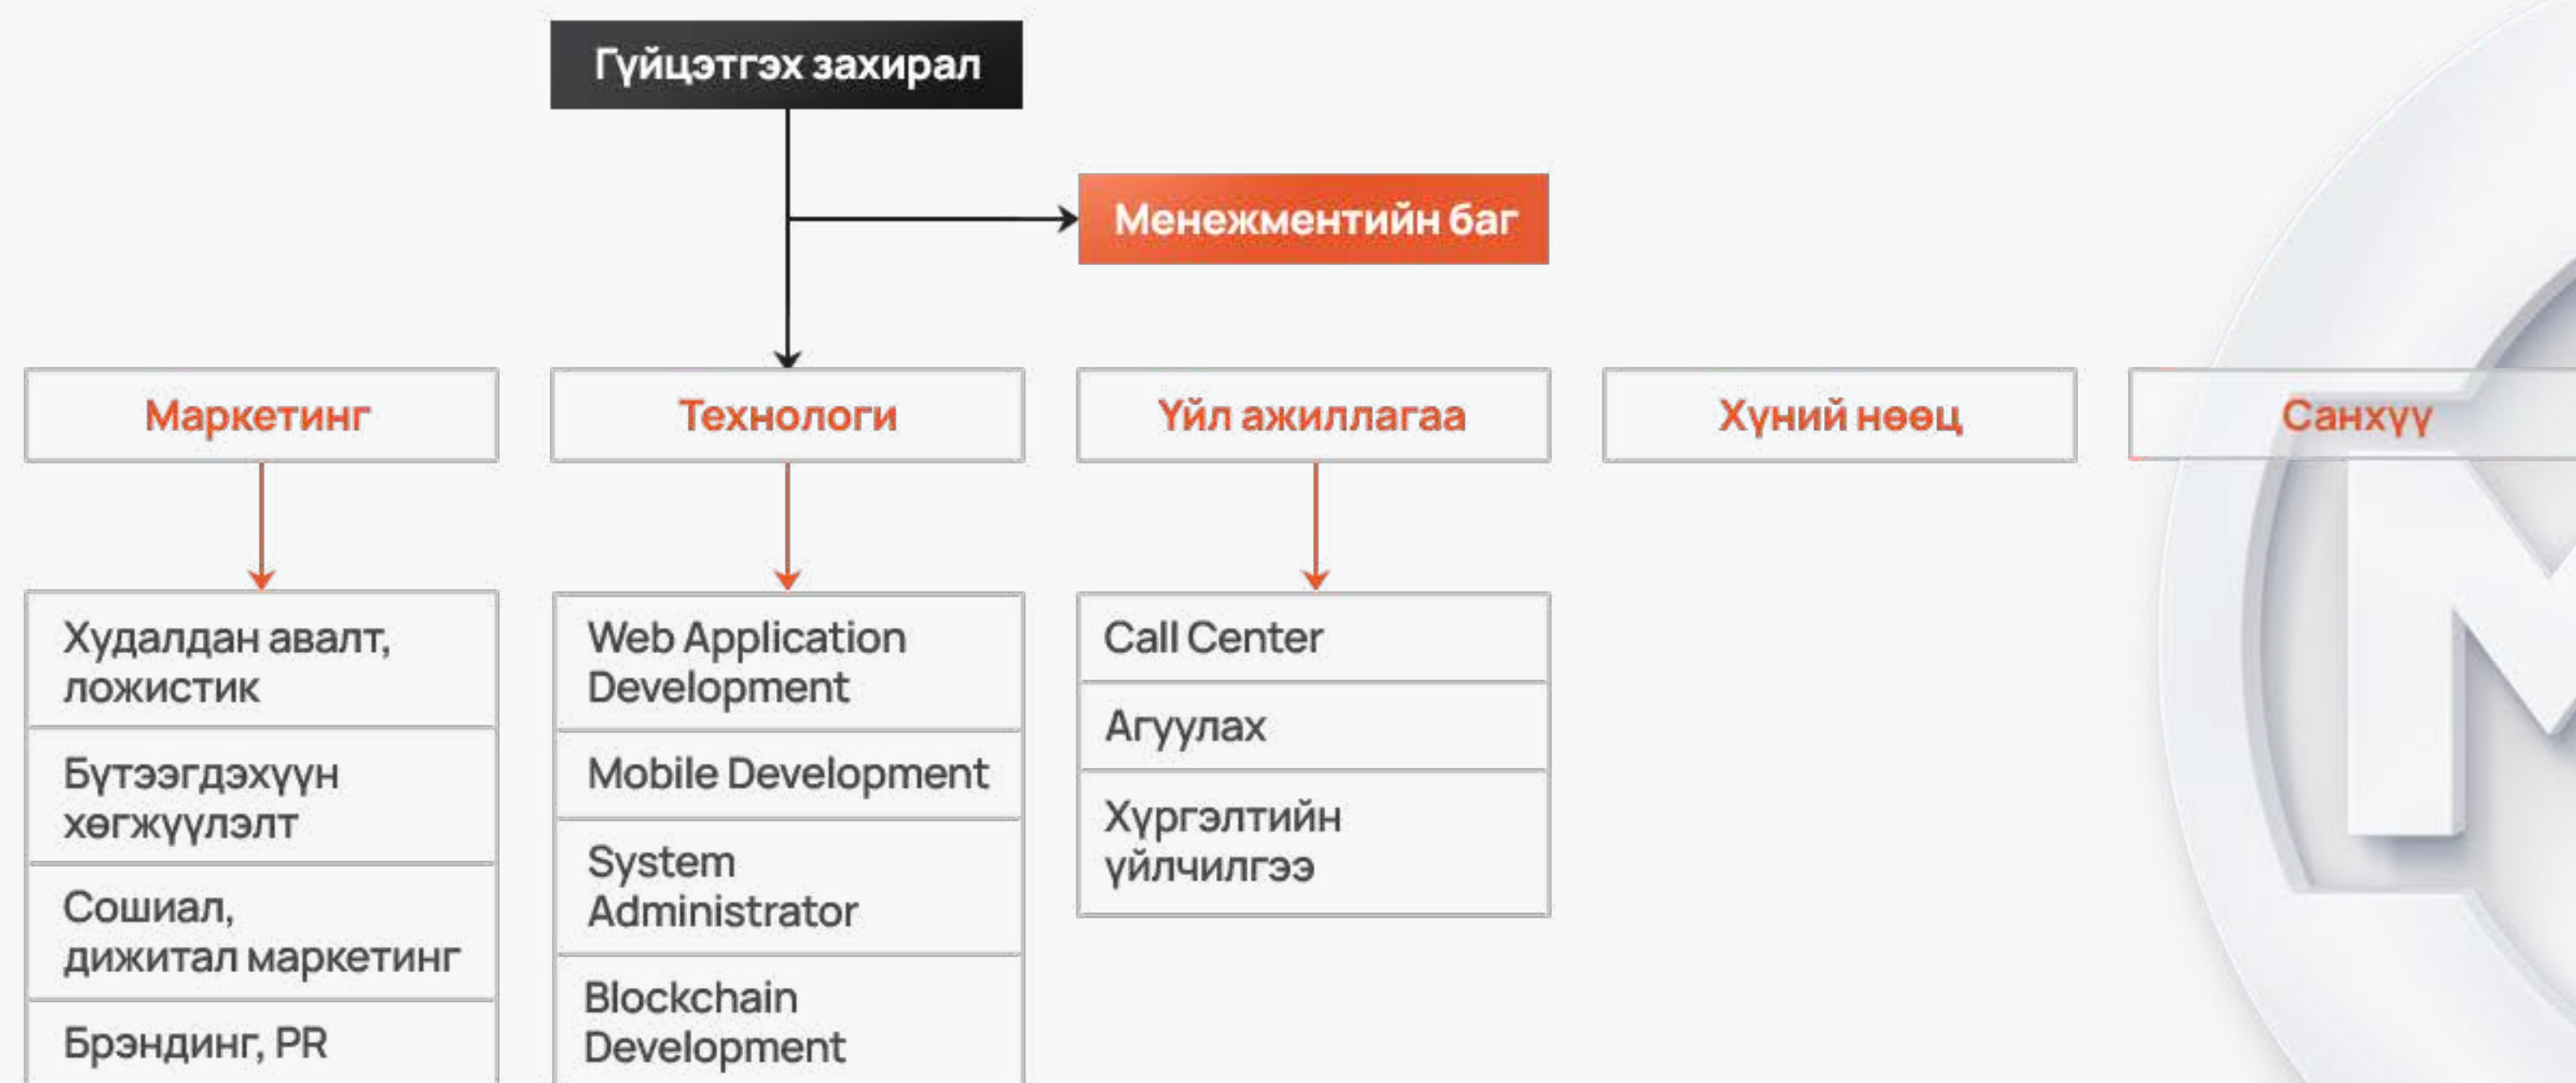 Гүйцэтгэх захирал
Менежментийн баг
Маркетинг
Технологи
Үйл ажиллагаа
Хүний нөөц
Санхүү
Худалдан авалт,
ложистик
Бүтээгдэхүүн
хөгжүүлэлт
Сошиал,
дижитал маркетинг
Брэндинг, PR
Web Application
Development
Mobile Development
System
Administrator
Blockchain
Development
Call Center
Агуулах
Хүргэлтийн
үйлчилгээ